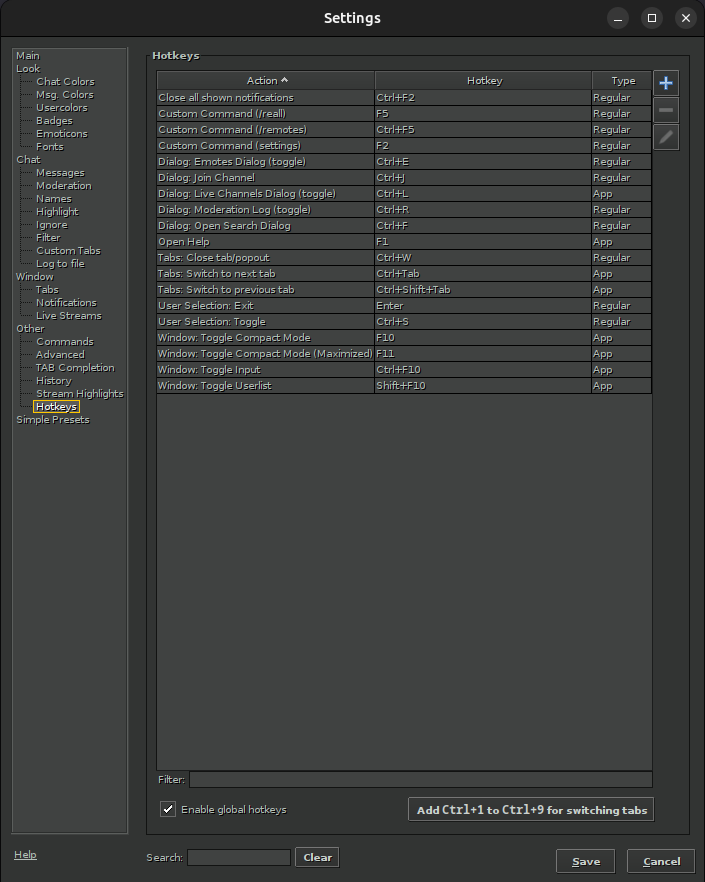 Settings
Main
Look
Chat Colors
Msg. Colors
Usercolors
Badges
Emoticons
Fonts
Chat
Messages
Moderation
Names
Highlight
Ignore
Filter
Custom Tabs
Log to file
Window
Tabs
Notifications
Live Streams
Other
Commands
Advanced
TAB Completion
History
Stream Highlights
Hotkeys
Simple Presets
Help
Hotkeys
Action Hotkey Type
Close all shown notifications Ctrl+F2 Regular
Custom Command (/reall) F5 Regular
Custom Command (/remotes) Ctrl+F5 Regular
Custom Command (settings) F2 Regular
Dialog: Emotes Dialog (toggle) Ctrl+E Regular
Dialog: Join Channel Ctrl+J Regular
Dialog: Live Channels Dialog (toggle) Ctrl+L App
Dialog: Moderation Log (toggle) Ctrl+R Regular
Dialog: Open Search Dialog Ctrl+F Regular
Open Help F1 App
Tabs: Close tab/popout Ctrl+W Regular
Tabs: Switch to next tab Ctrl+Tab App
Tabs: Switch to previous tab Ctrl+Shift+Tab App
User Selection: Exit Enter Regular
User Selection: Toggle Ctrl+S Regular
Window: Toggle Compact Mode F10 App
Window: Toggle Compact Mode (Maximized) F11 App
Window: Toggle Input Ctrl+F10 App
Window: Toggle Userlist Shift+F10 App
Filter:
Enable global hotkeys
Add Ctrl+1 to Ctrl+9 for switching tabs
Search: Clear
Save Cancel